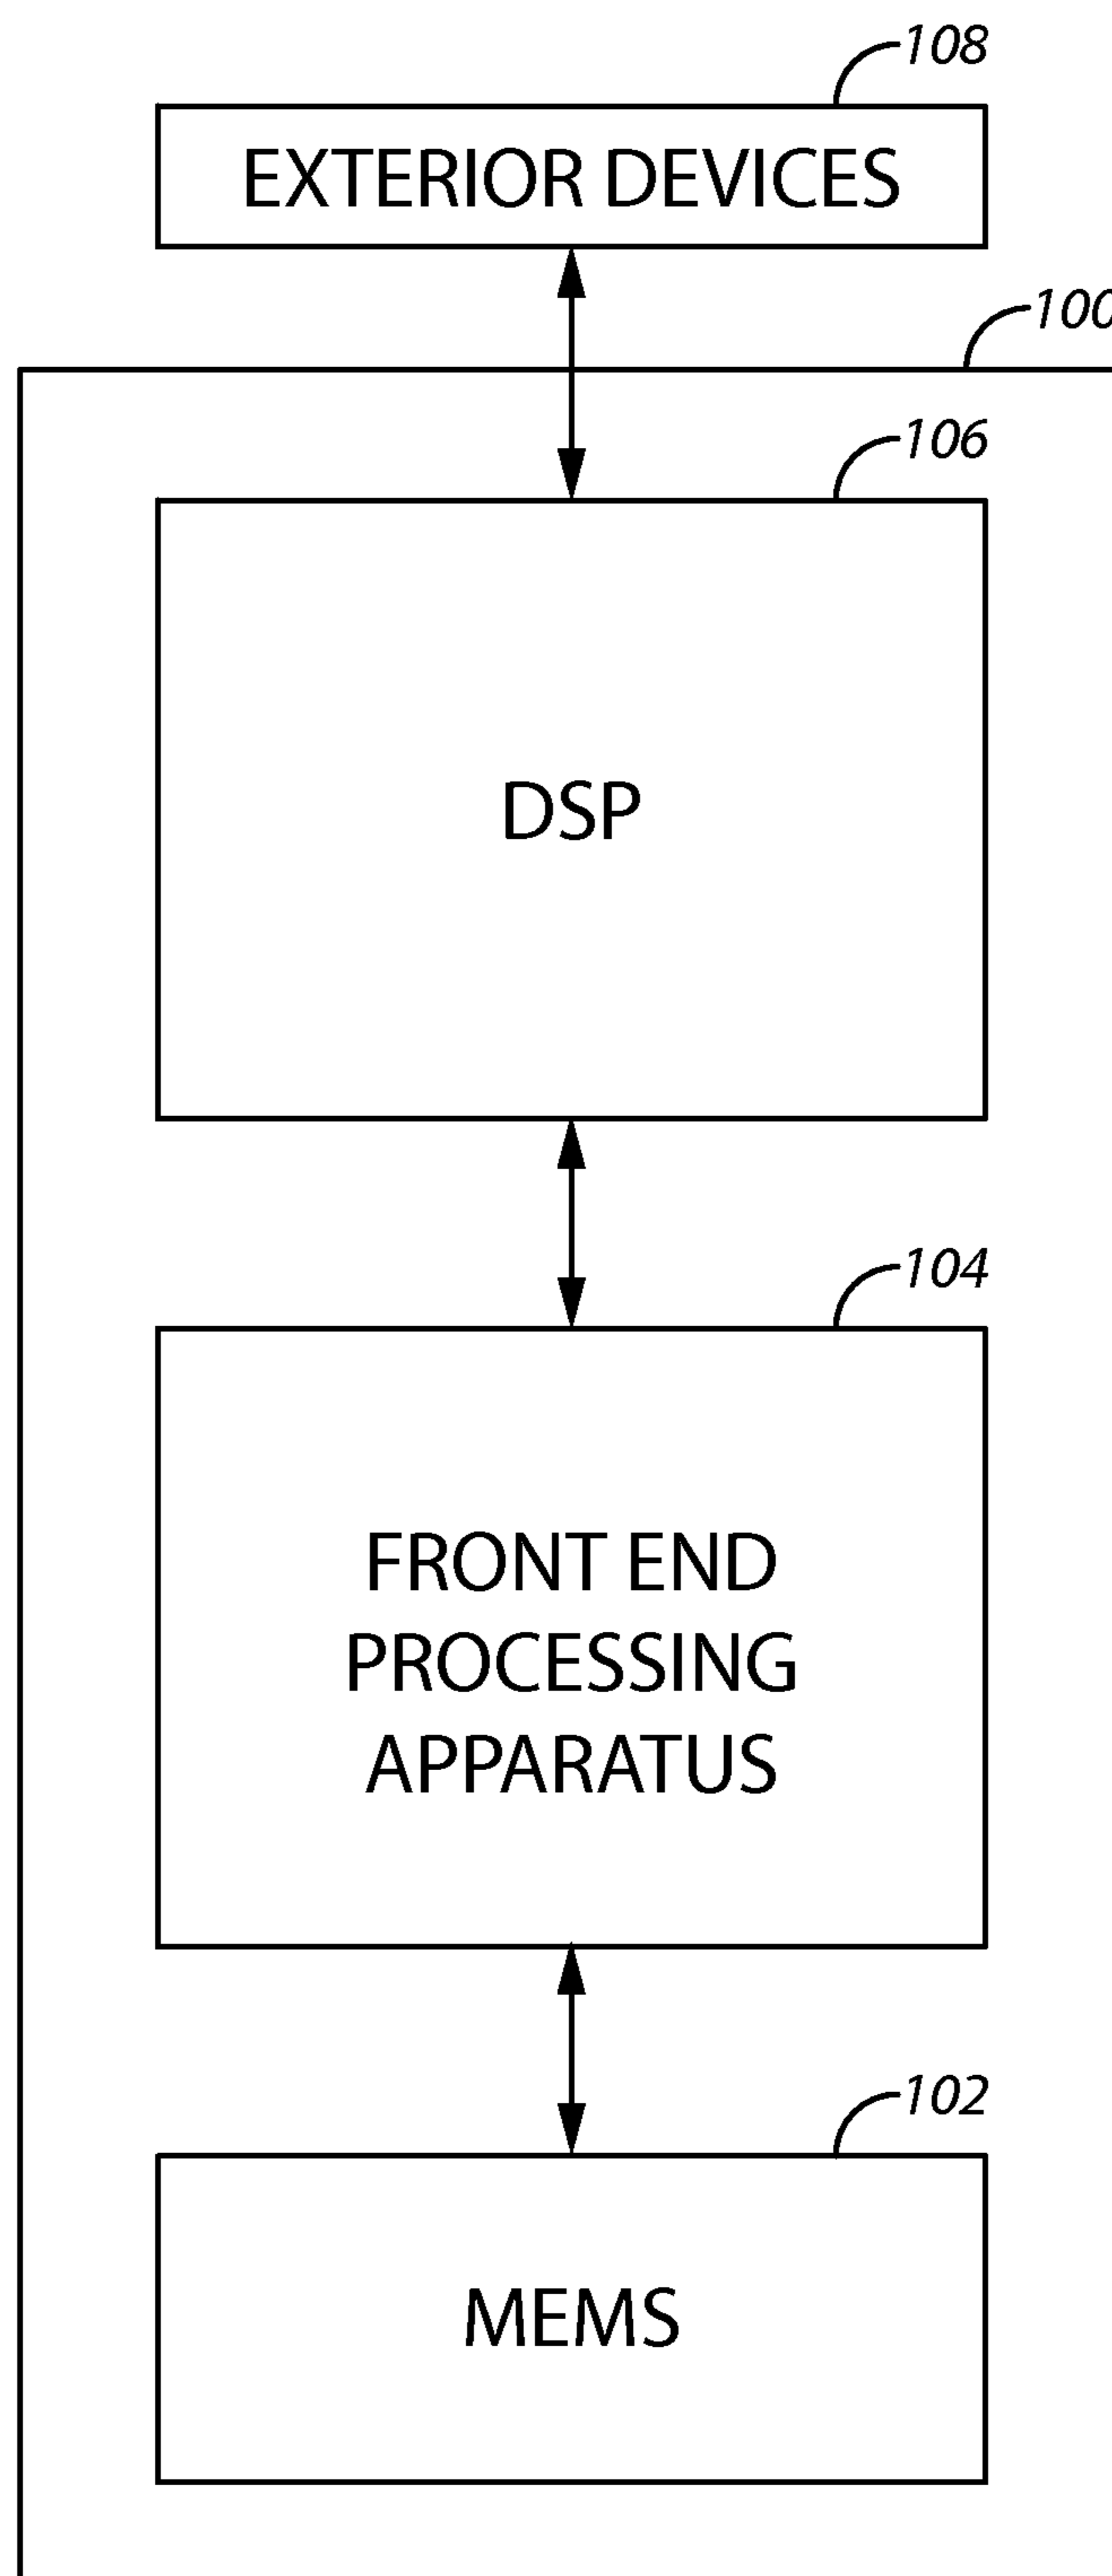 108
EXTERIOR DEVICES
100
106
DSP
104
FRONT END
PROCESSING
APPARATUS
102
MEMS